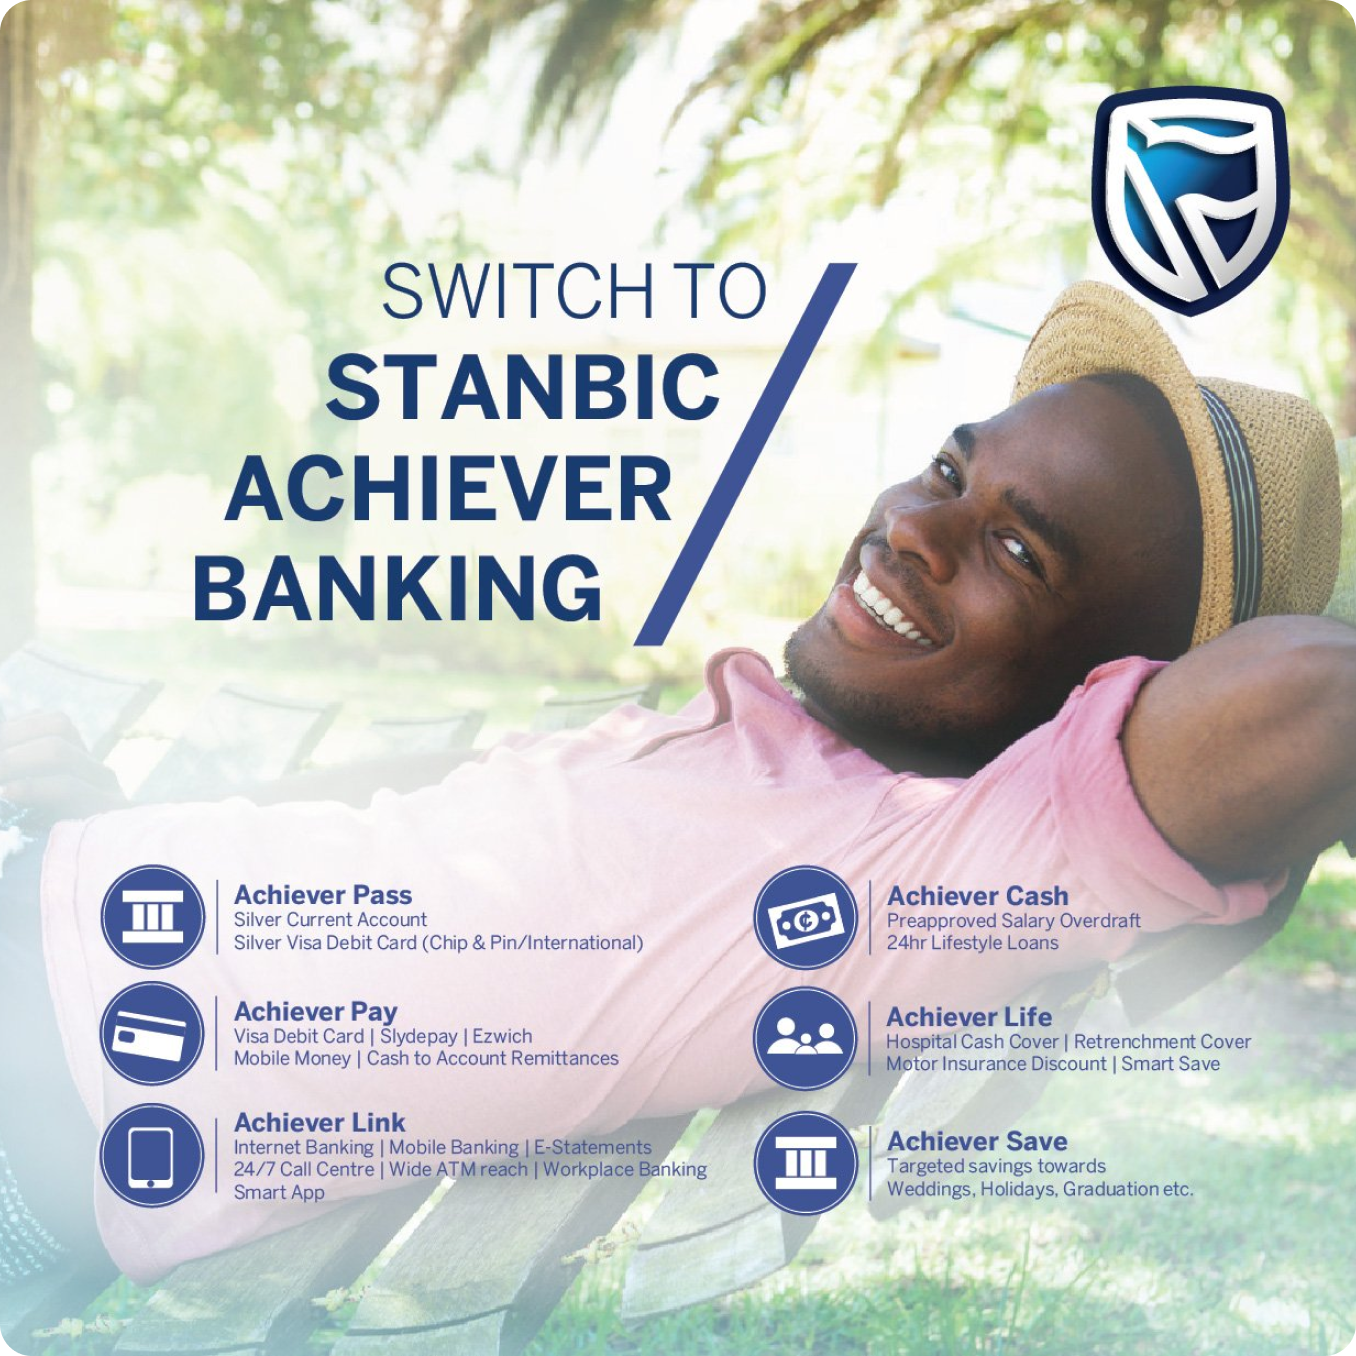 SWITCH TO
STANBIC
ACHIEVER
BANKING
Achiever Pass
Silver Current Account
Silver Visa Debit Card (Chip & Pin/International)
Achiever Pay
Visa Debit Card | Slydepay | Ezwich
Mobile Money | Cash to Account Remittances
Achiever Link
Internet Banking | Mobile Banking | E-Statements
24/7 Call Centre | Wide ATM reach | Workplace Banking
Smart App
Achiever Cash
Preapproved Salary Overdraft
24hr Lifestyle Loans
Achiever Life
Hospital Cash Cover | Retrenchment Cover
Motor Insurance Discount | Smart Save
Achiever Save
Targeted savings towards
Weddings, Holidays, Graduation etc.